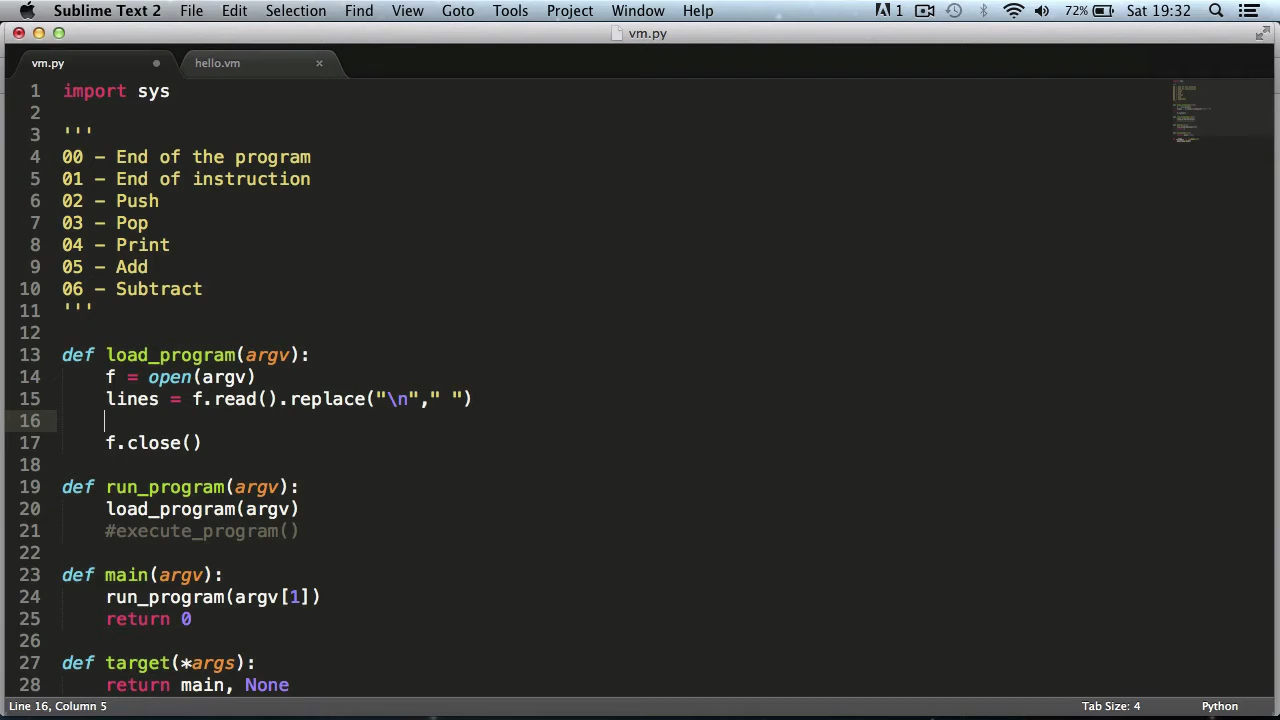 Sublime Text 2 File Edit Selection Find View Goto Tools Project Window Help 1 72% Sat 19:32
vm.py
vm.py hello.vm
1 import sys
2
3 '''
4 00 - End of the program
5 01 - End of instruction
6 02 - Push
7 03 - Pop
8 04 - Print
9 05 - Add
10 06 - Subtract
11 '''
12
13 def load_program(argv):
14 f = open(argv)
15 lines = f.read().replace("\n"," ")
16
17 f.close()
18
19 def run_program(argv):
20 load_program(argv)
21 #execute_program()
22
23 def main(argv):
24 run_program(argv[1])
25 return 0
26
27 def target(*args):
28 return main, None
Line 16, Column 5 Tab Size: 4 Python